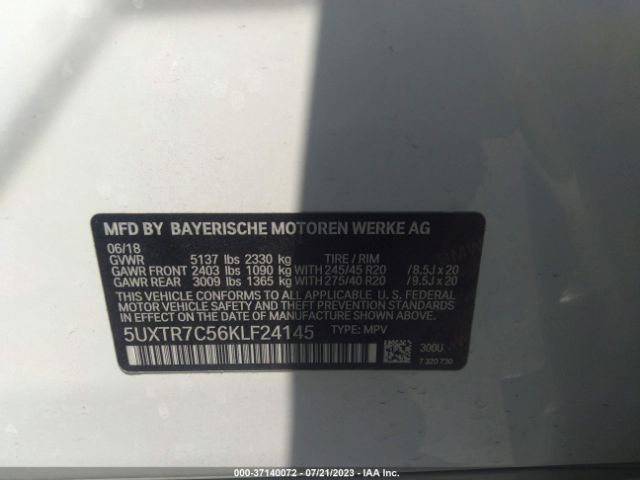 MFD BY BAYERISCHE MOTOREN WERKE AG
06/18
GVWR 5137 lbs 2330 kg TIRE / RIM
GAWR FRONT 2403 lbs 1090 kg WITH 245/45 R20 /8.5J x 20
GAWR REAR 3009 lbs 1365 kg WITH 275/40 R20 /9.5J x 20
THIS VEHICLE CONFORMS TO ALL APPLICABLE U. S. FEDERAL
MOTOR VEHICLE SAFETY, BUMPER, AND THEFT PREVENTION STANDARDS
IN EFFECT ON THE DATE OF MANUFACTURE SHOWN ABOVE.
5UXTR7C56KLF24145 TYPE: MPV
300U
7 320 730
000-37140072 - 07/21/2023 - IAA Inc.